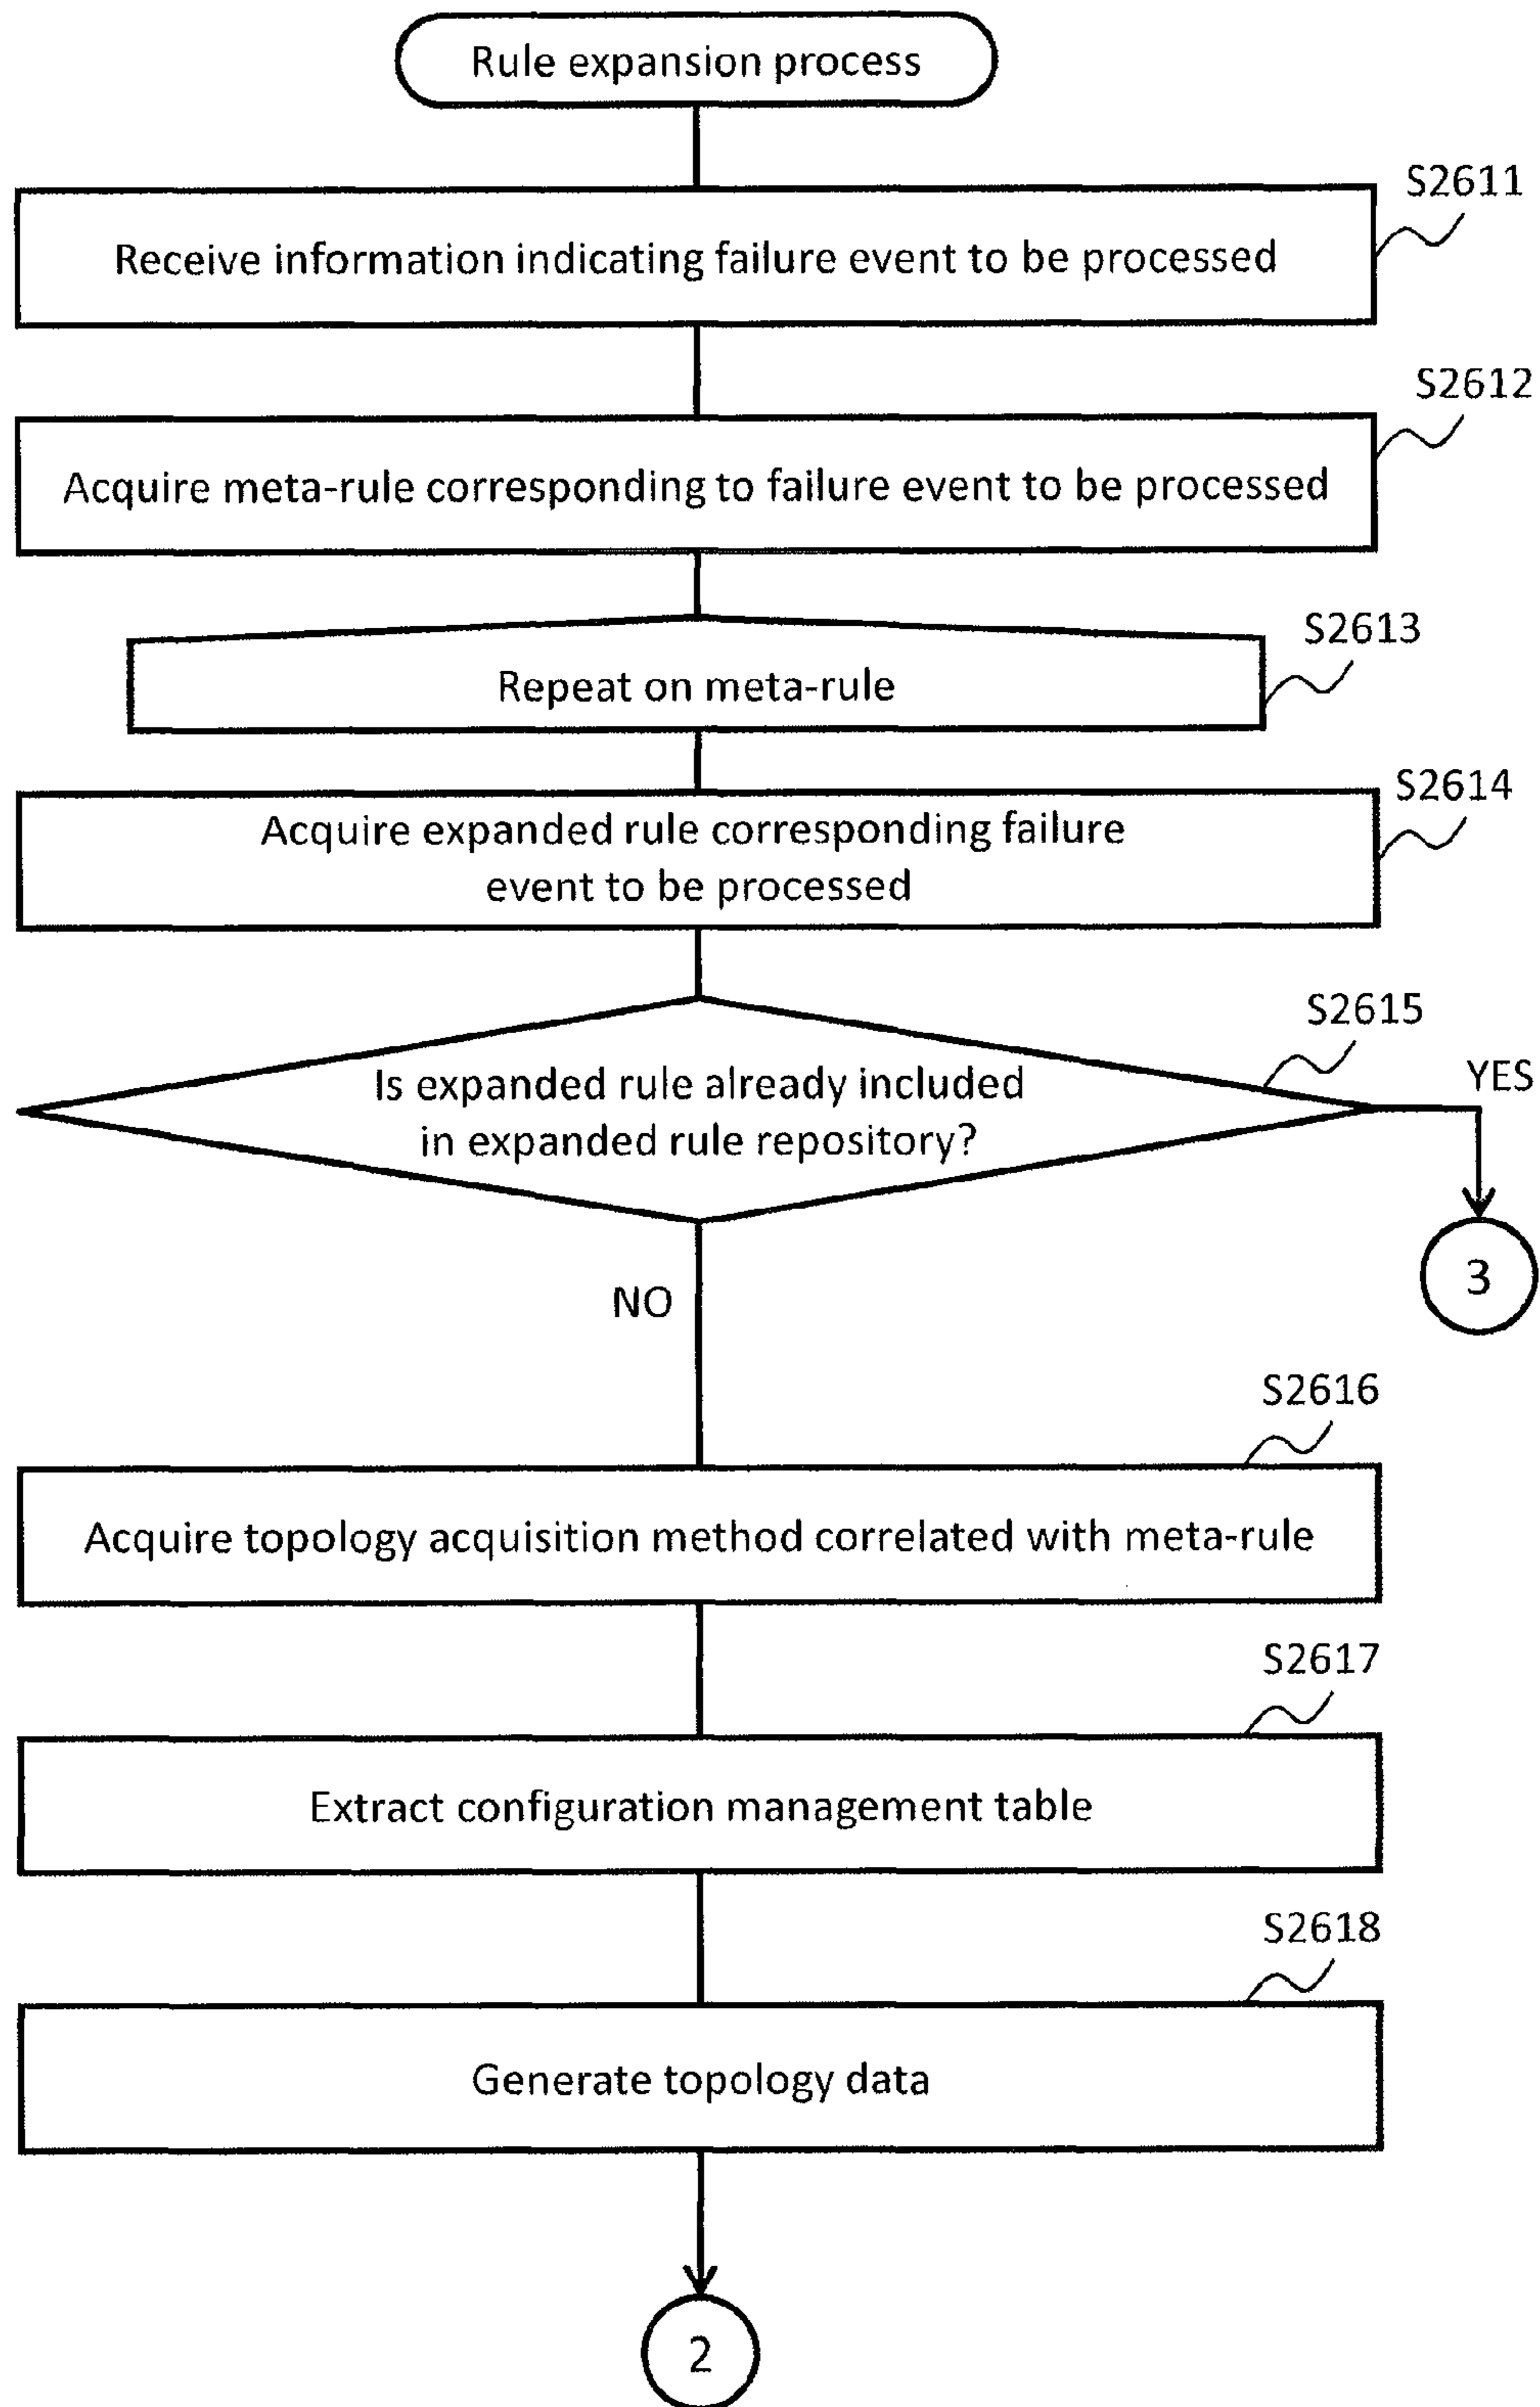 Rule expansion process
S2611
Receive information indicating failure event to be processed
S2612
Acquire meta-rule corresponding to failure event to be processed
S2613
Repeat on meta-rule
S2614
Acquire expanded rule corresponding failure
event to be processed
S2615
YES
Is expanded rule already included
in expanded rule repository?
3
NO
S2616
Acquire topology acquisition method correlated with meta-rule
S2617
Extract configuration management table
S2618
Generate topology data
2